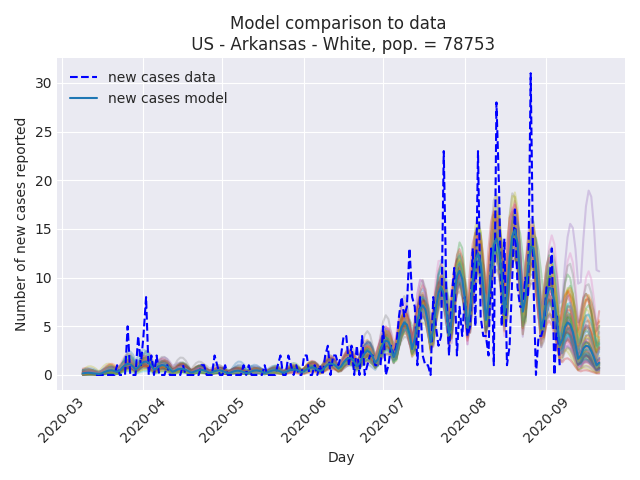 Model comparison to data
US - Arkansas - White, pop. = 78753
new cases data
new cases model
Number of new cases reported
30
25
20
15
10
5
0
2020-03
2020-04
2020-05
2020-06
2020-07
2020-08
2020-09
Day